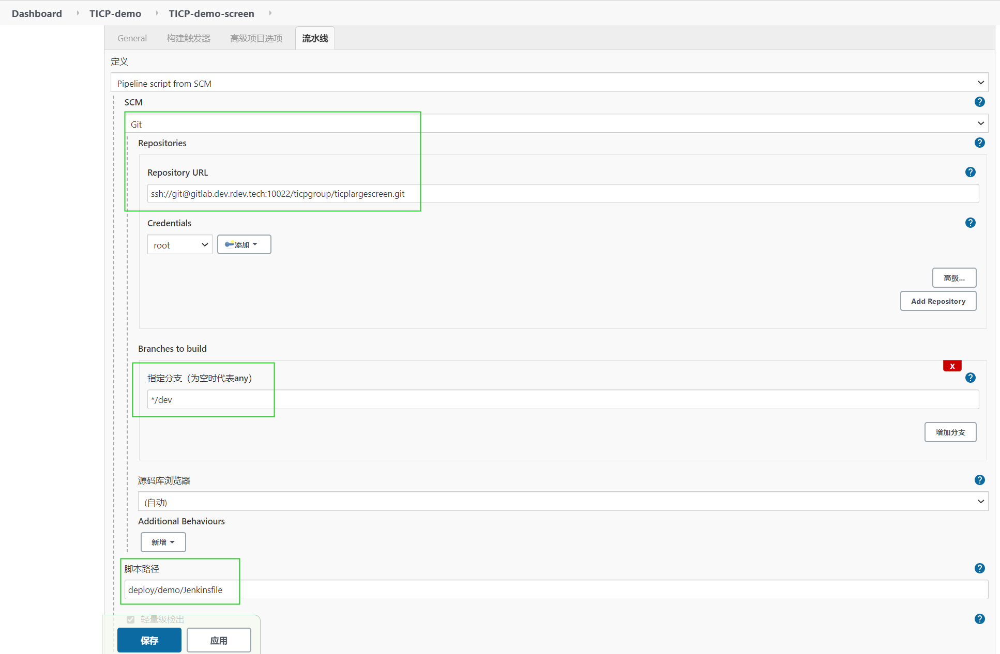 Dashboard TICP-demo TICP-demo-screen
General 构建触发器 高级项目选项 流水线
定义
Pipeline script from SCM
SCM
?
Git
Repositories
?
Repository URL
?
ssh://git@gitlab.dev.rdev.tech:10022/ticpgroup/ticplargescreen.git
Credentials
?
root 添加
高级...
Add Repository
Branches to build
X
指定分支（为空时代表any）
?
*/dev
增加分支
源码库浏览器
?
(自动)
Additional Behaviours
新增
脚本路径
?
deploy/demo/Jenkinsfile
轻量级检出
?
保存 应用